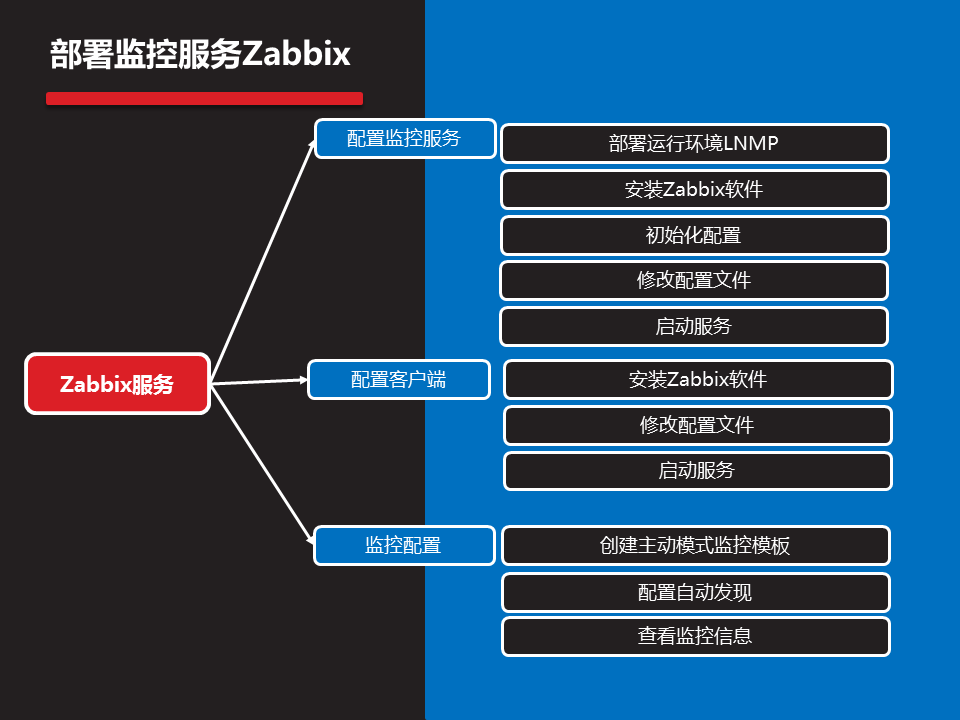 部署监控服务Zabbix
配置监控服务
部署运行环境LNMP
安装Zabbix软件
初始化配置
修改配置文件
启动服务
Zabbix服务
配置客户端
安装Zabbix软件
修改配置文件
启动服务
监控配置
创建主动模式监控模板
配置自动发现
查看监控信息